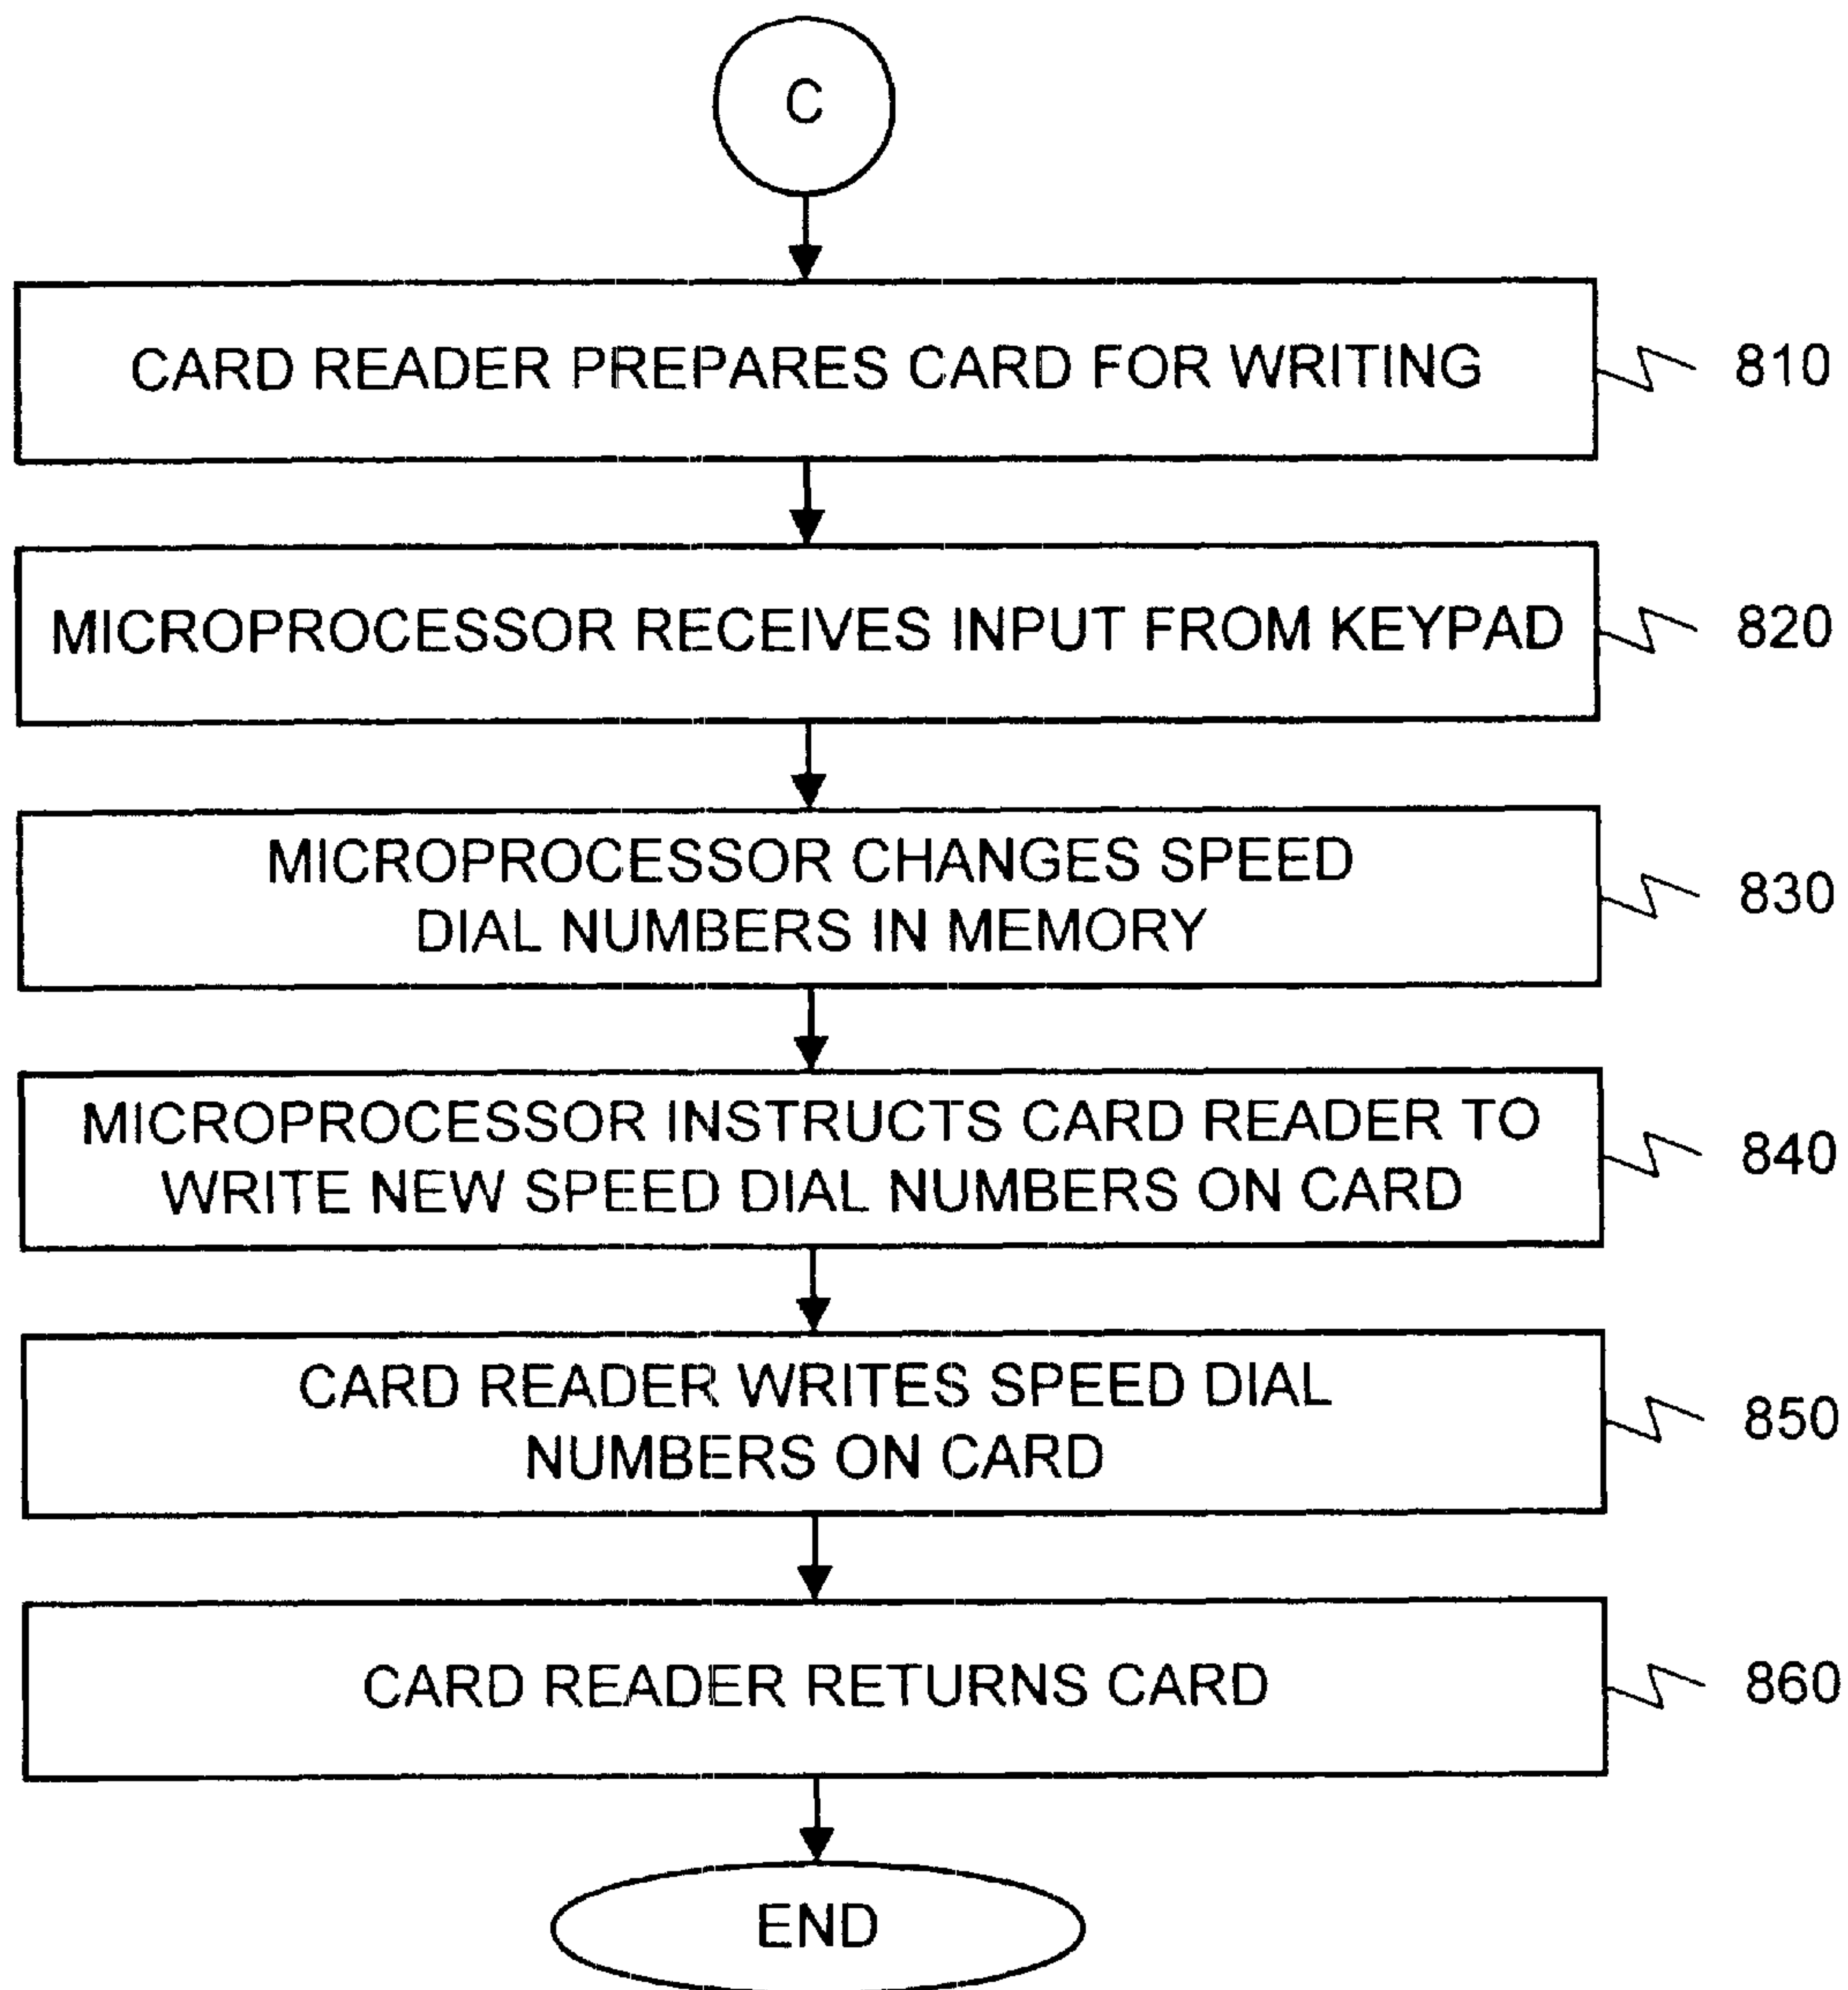 C
CARD READER PREPARES CARD FOR WRITING
810
MICROPROCESSOR RECEIVES INPUT FROM KEYPAD
820
MICROPROCESSOR CHANGES SPEED
DIAL NUMBERS IN MEMORY
830
MICROPROCESSOR INSTRUCTS CARD READER TO
WRITE NEW SPEED DIAL NUMBERS ON CARD
840
CARD READER WRITES SPEED DIAL
NUMBERS ON CARD
850
CARD READER RETURNS CARD
860
END